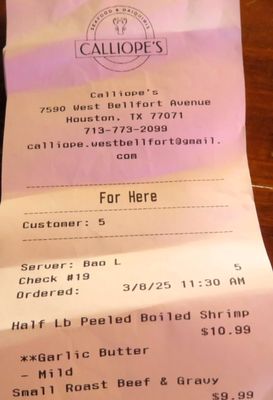 SEAFOOD & DAIQUIRIS
CALLIOPE'S
Calliope's
7590 West Bellfort Avenue
Houston, TX 77071
713-773-2099
calliope.westbellfort@gmail.
com
For Here
Customer: 5
Server: Bao L 5
Check #19
Ordered: 3/8/25 11:30 AM
Half Lb Peeled Boiled Shrimp
$10.99
**Garlic Butter
- Mild
Small Roast Beef & Gravy
$9.99